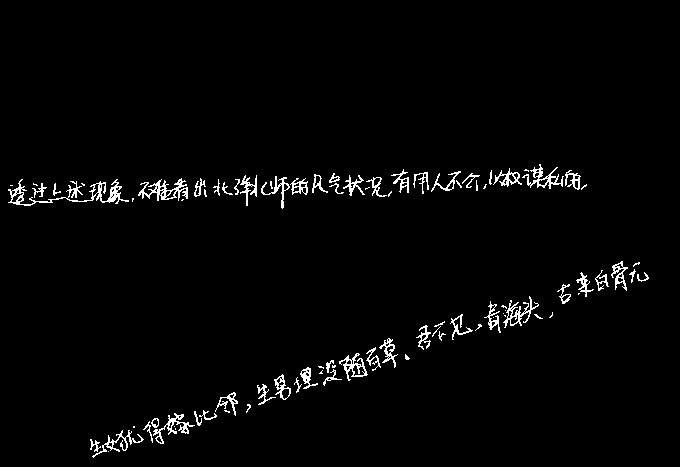 透过上述现象,不难看出北洋水师的风气状况,有用人不公,以权谋私的,
生女犹得嫁比邻,生男埋没随百草。君不见,青海头,古来白骨无